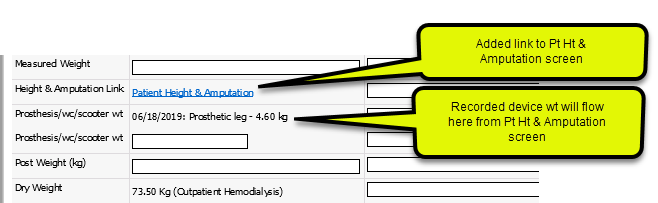 Added link to Pt Ht &
Amputation screen
Measured Weight
Height & Amputation Link
Patient Height & Amputation
Prosthesis/wc/scooter wt
06/18/2019: Prosthetic leg - 4.60 kg
Recorded device wt will flow
here from Pt Ht & Amputation
screen
Prosthesis/wc/scooter wt
Post Weight (kg)
Dry Weight
73.50 Kg (Outpatient Hemodialysis)